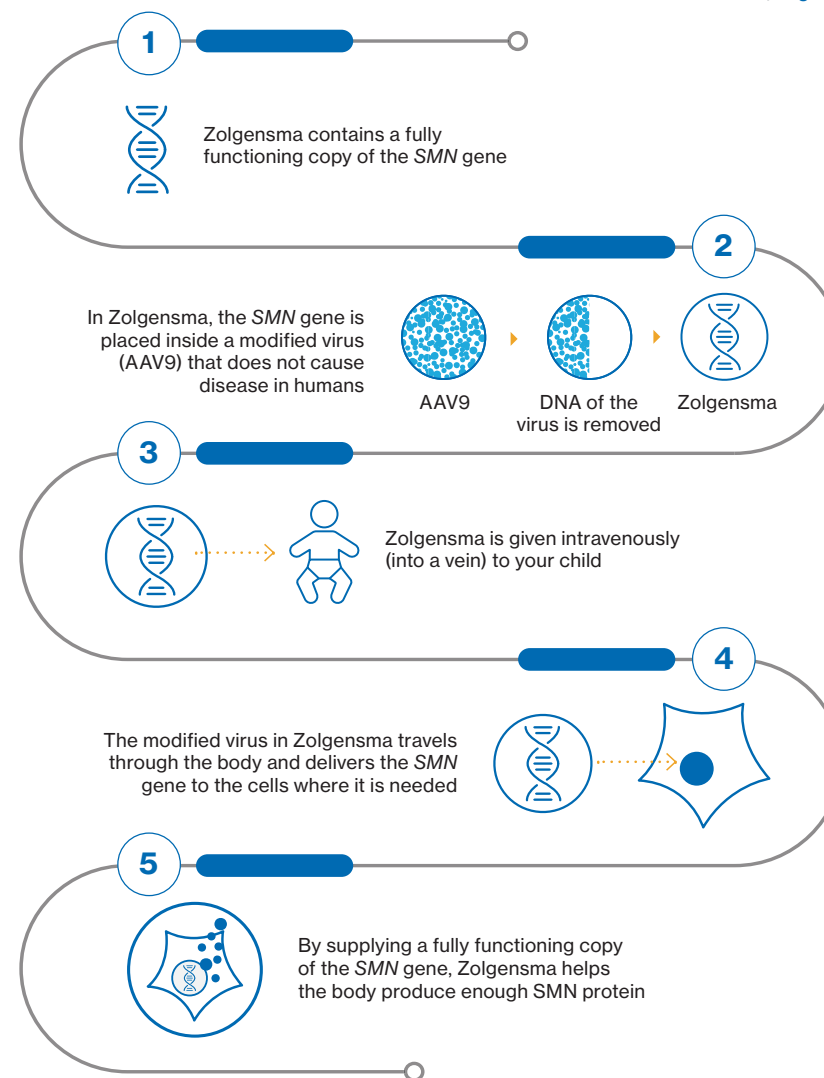 1
Zolgensma contains a fully
functioning copy of the SMN gene
2
In Zolgensma, the SMN gene is
placed inside a modified virus
(AAV9) that does not cause
disease in humans
AAV9
DNA of the
virus is removed
Zolgensma
3
Zolgensma is given intravenously
(into a vein) to your child
4
The modified virus in Zolgensma travels
through the body and delivers the SMN
gene to the cells where it is needed
5
By supplying a fully functioning copy
of the SMN gene, Zolgensma helps
the body produce enough SMN protein